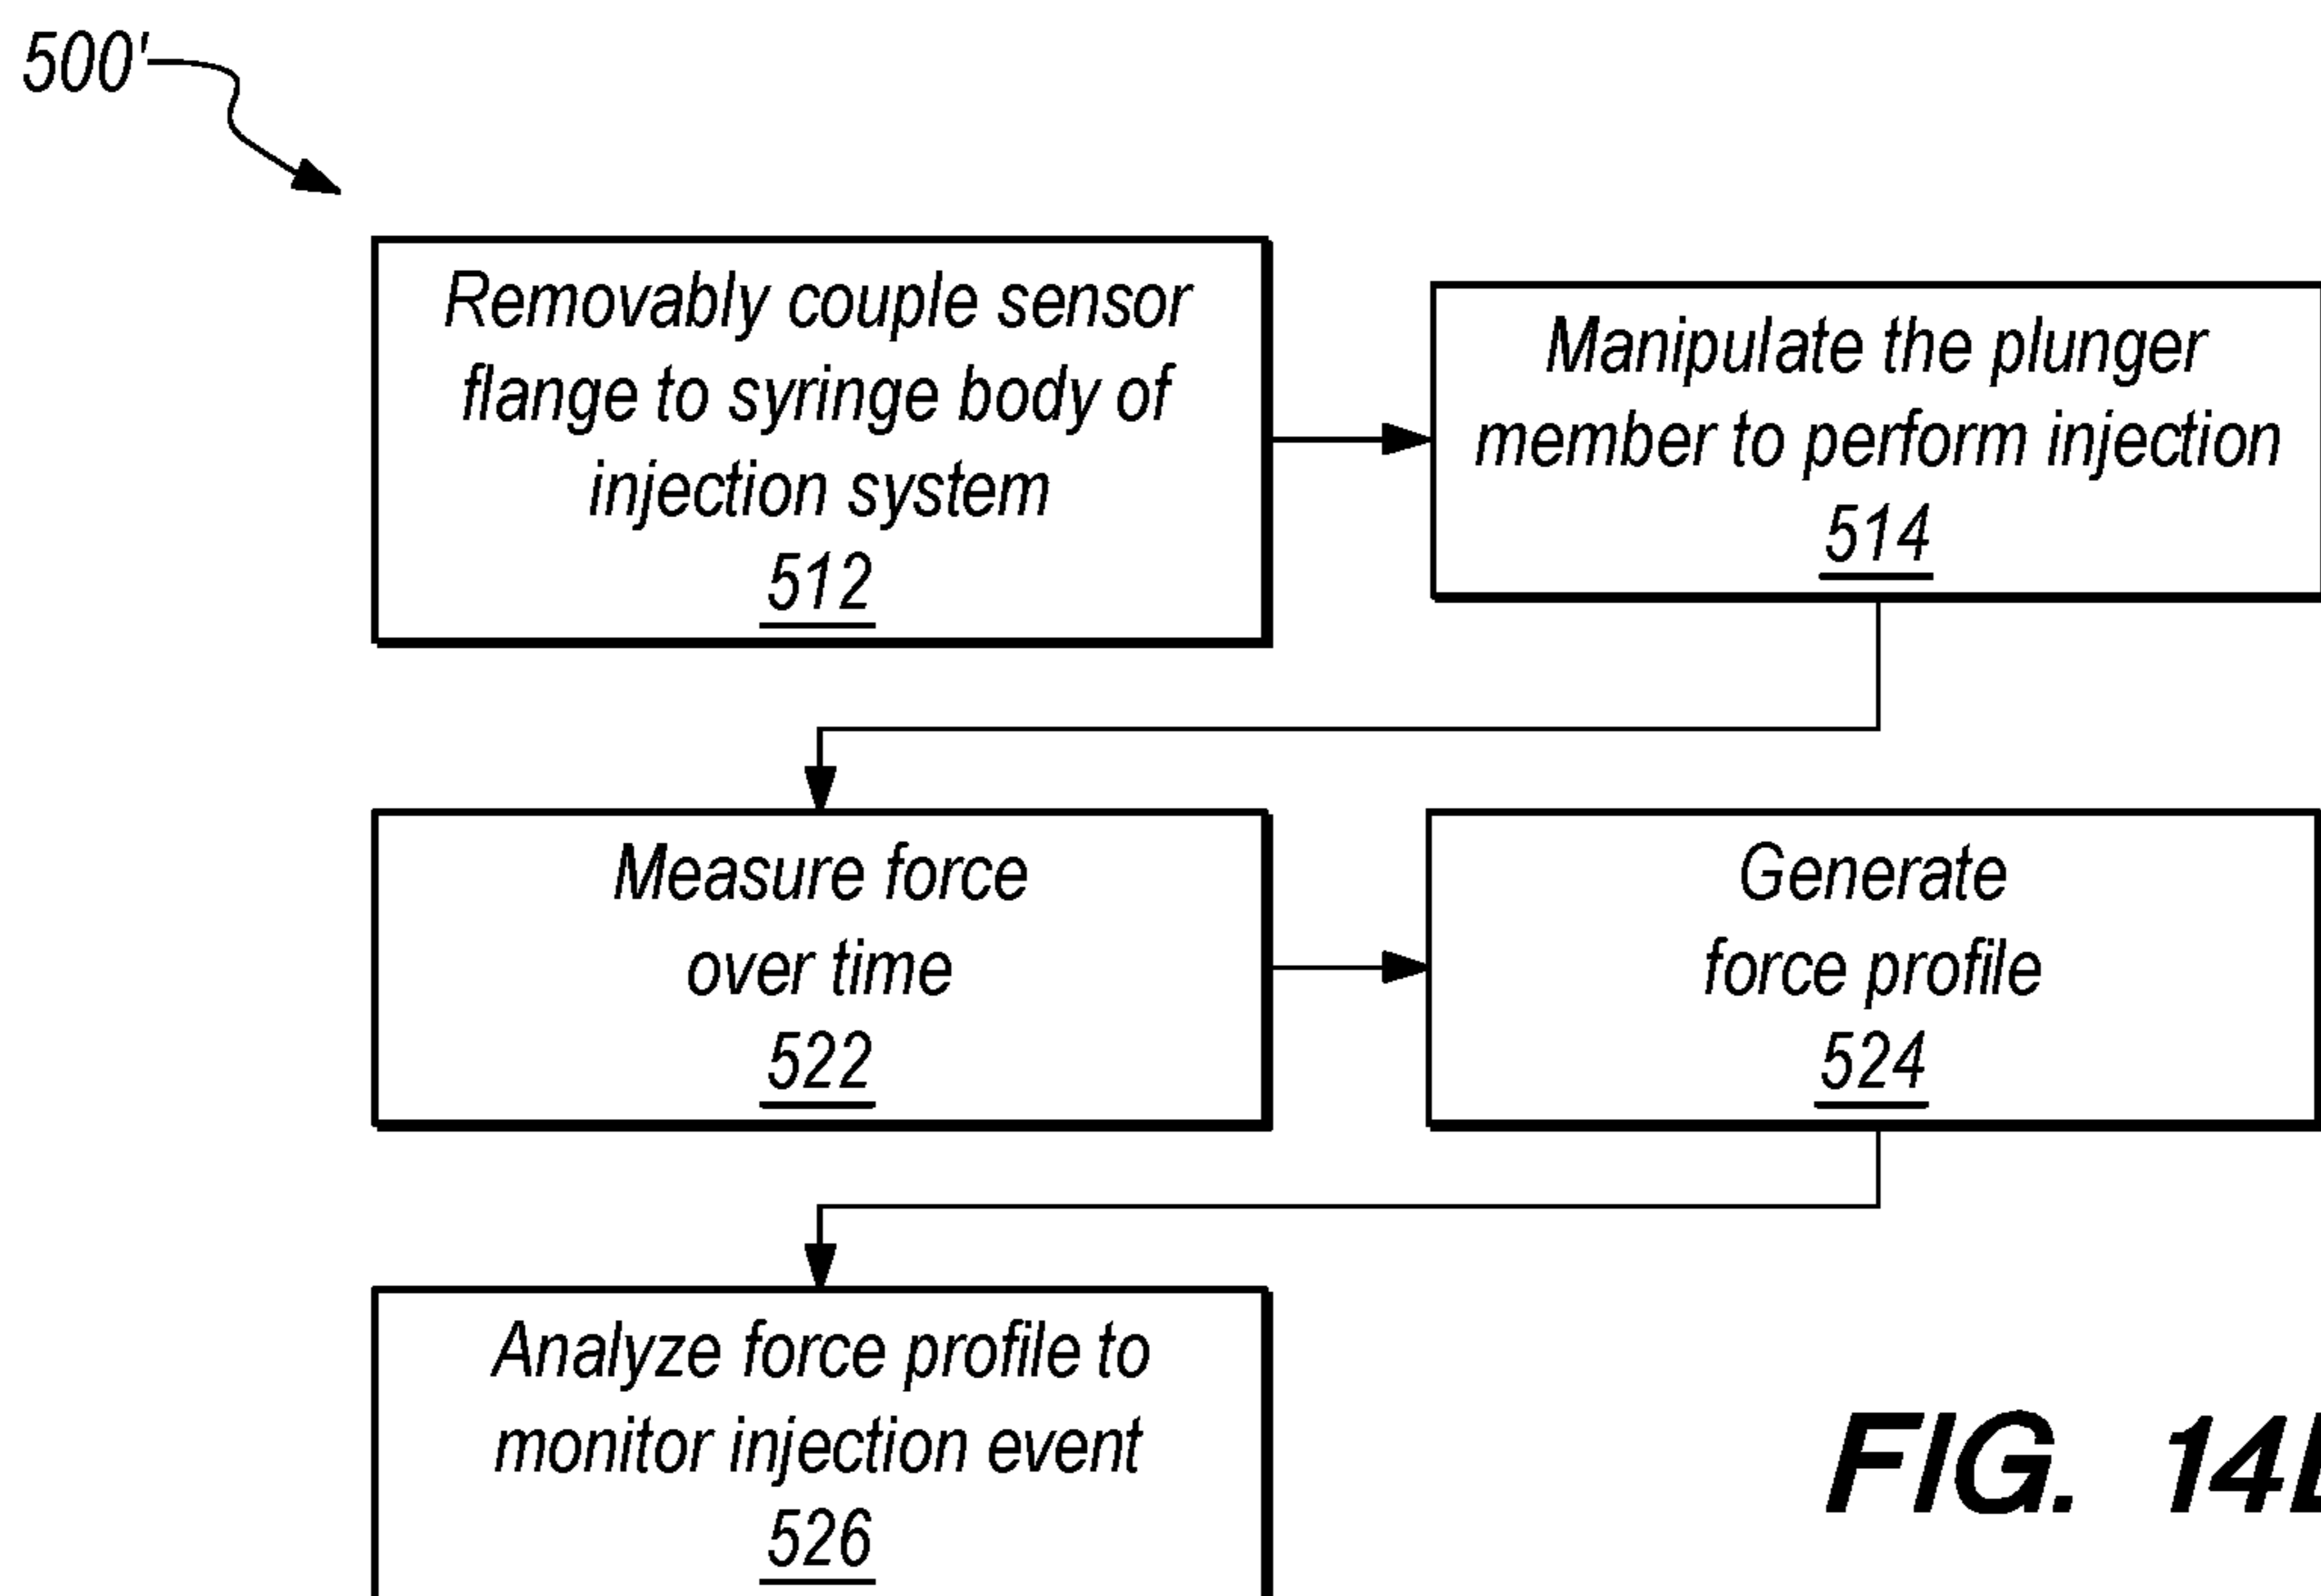 500'
Removably couple sensor
flange to syringe body of
injection system
512
Manipulate the plunger
member to perform injection
514
Measure force
over time
522
Generate
force profile
524
Analyze force profile to
monitor injection event
526
FIG.